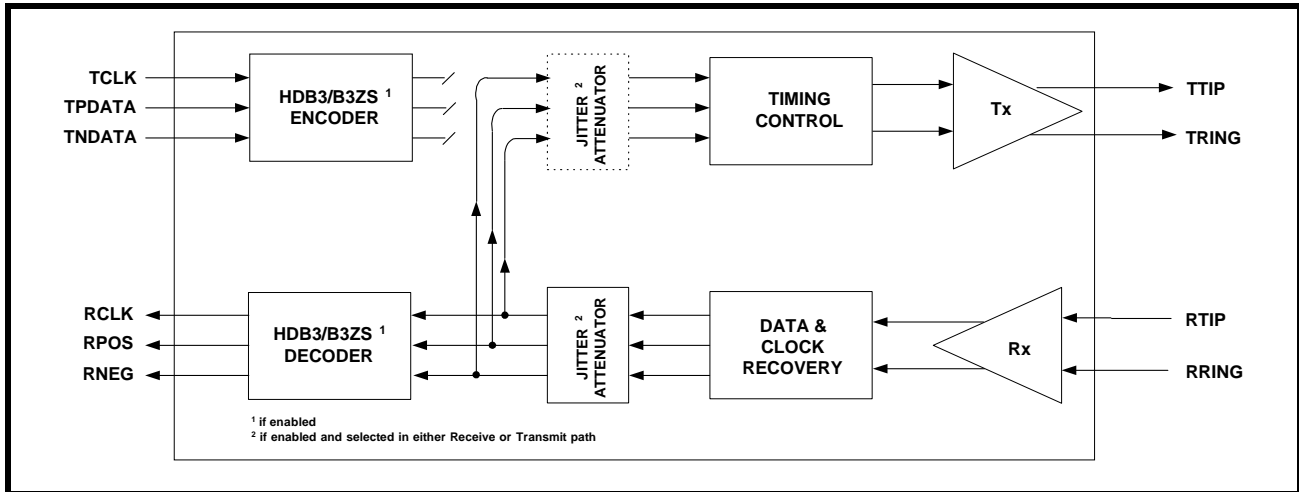 TCLK
TPDATA
TNDATA
HDB3/B3ZS 1
ENCODER
JITTER 2
ATTENUATOR
TIMING
CONTROL
Tx
TTIP
TRING
RCLK
RPOS
RNEG
HDB3/B3ZS 1
DECODER
JITTER 2
ATTENUATOR
DATA &
CLOCK
RECOVERY
Rx
RTIP
RRING
1 if enabled
2 if enabled and selected in either Receive or Transmit path